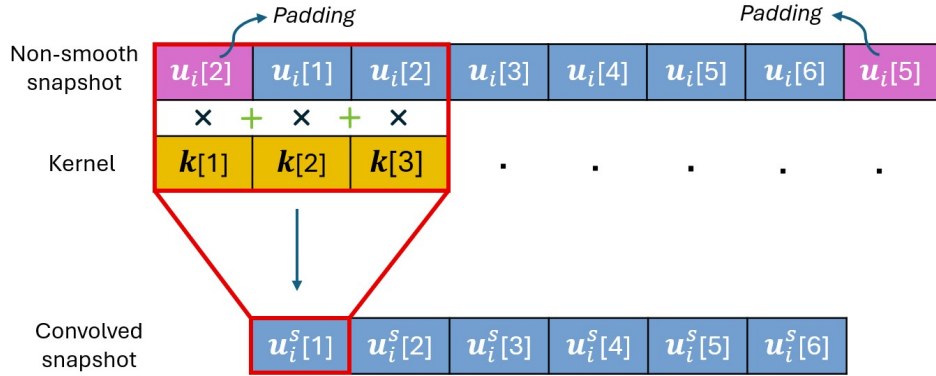 Padding Padding
Non-smooth snapshot
u_i[2] u_i[1] u_i[2] u_i[3] u_i[4] u_i[5] u_i[6] u_i[5]
× + × + ×
Kernel
k[1] k[2] k[3] . . . . .
Convolved snapshot
u_i^s[1] u_i^s[2] u_i^s[3] u_i^s[4] u_i^s[5] u_i^s[6]